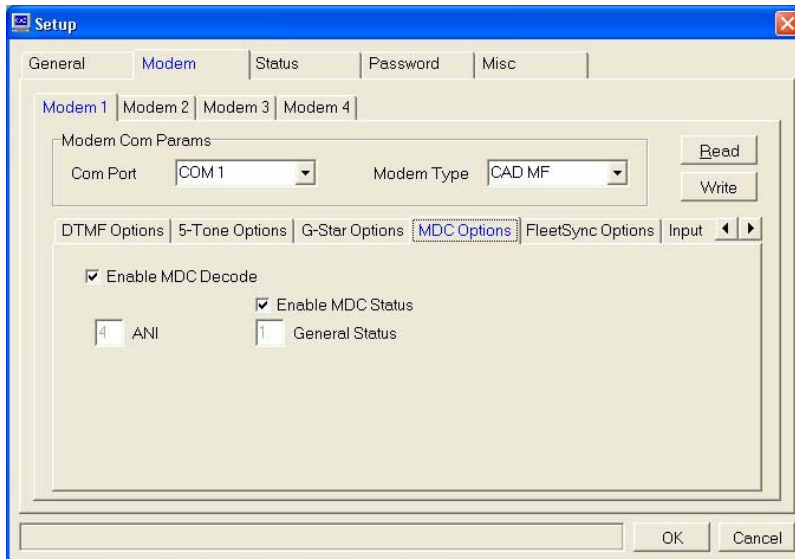 Setup
General Modem Status Password Misc
Modem 1 Modem 2 Modem 3 Modem 4
Modem Com Params
Com Port COM 1 Modem Type CAD MF
Read
Write
DTMF Options 5-Tone Options G-Star Options MDC Options FleetSync Options Input
Enable MDC Decode
Enable MDC Status
4 ANI 1 General Status
OK Cancel